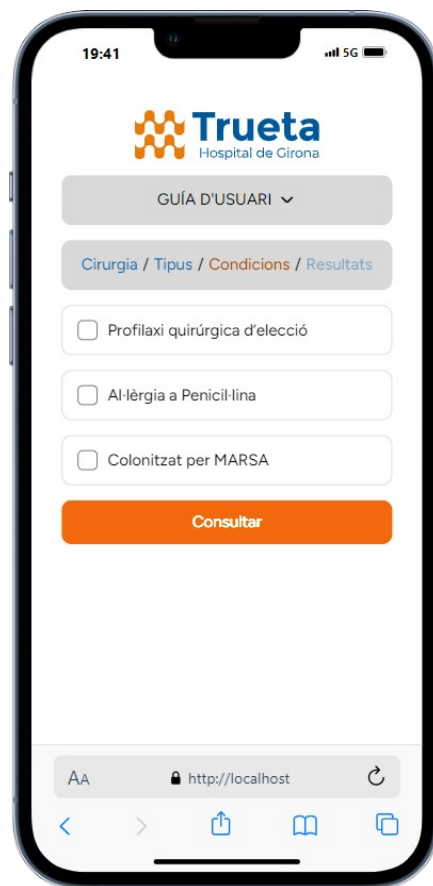 19:41
5G
Trueta
Hospital de Girona
GUÍA D'USUARI
Cirurgia / Tipus / Condicions / Resultats
Profilaxi quirúrgica d'elecció
Al·lèrgia a Penicil·lina
Colonitzat per MARSA
Consultar
AA http://localhost